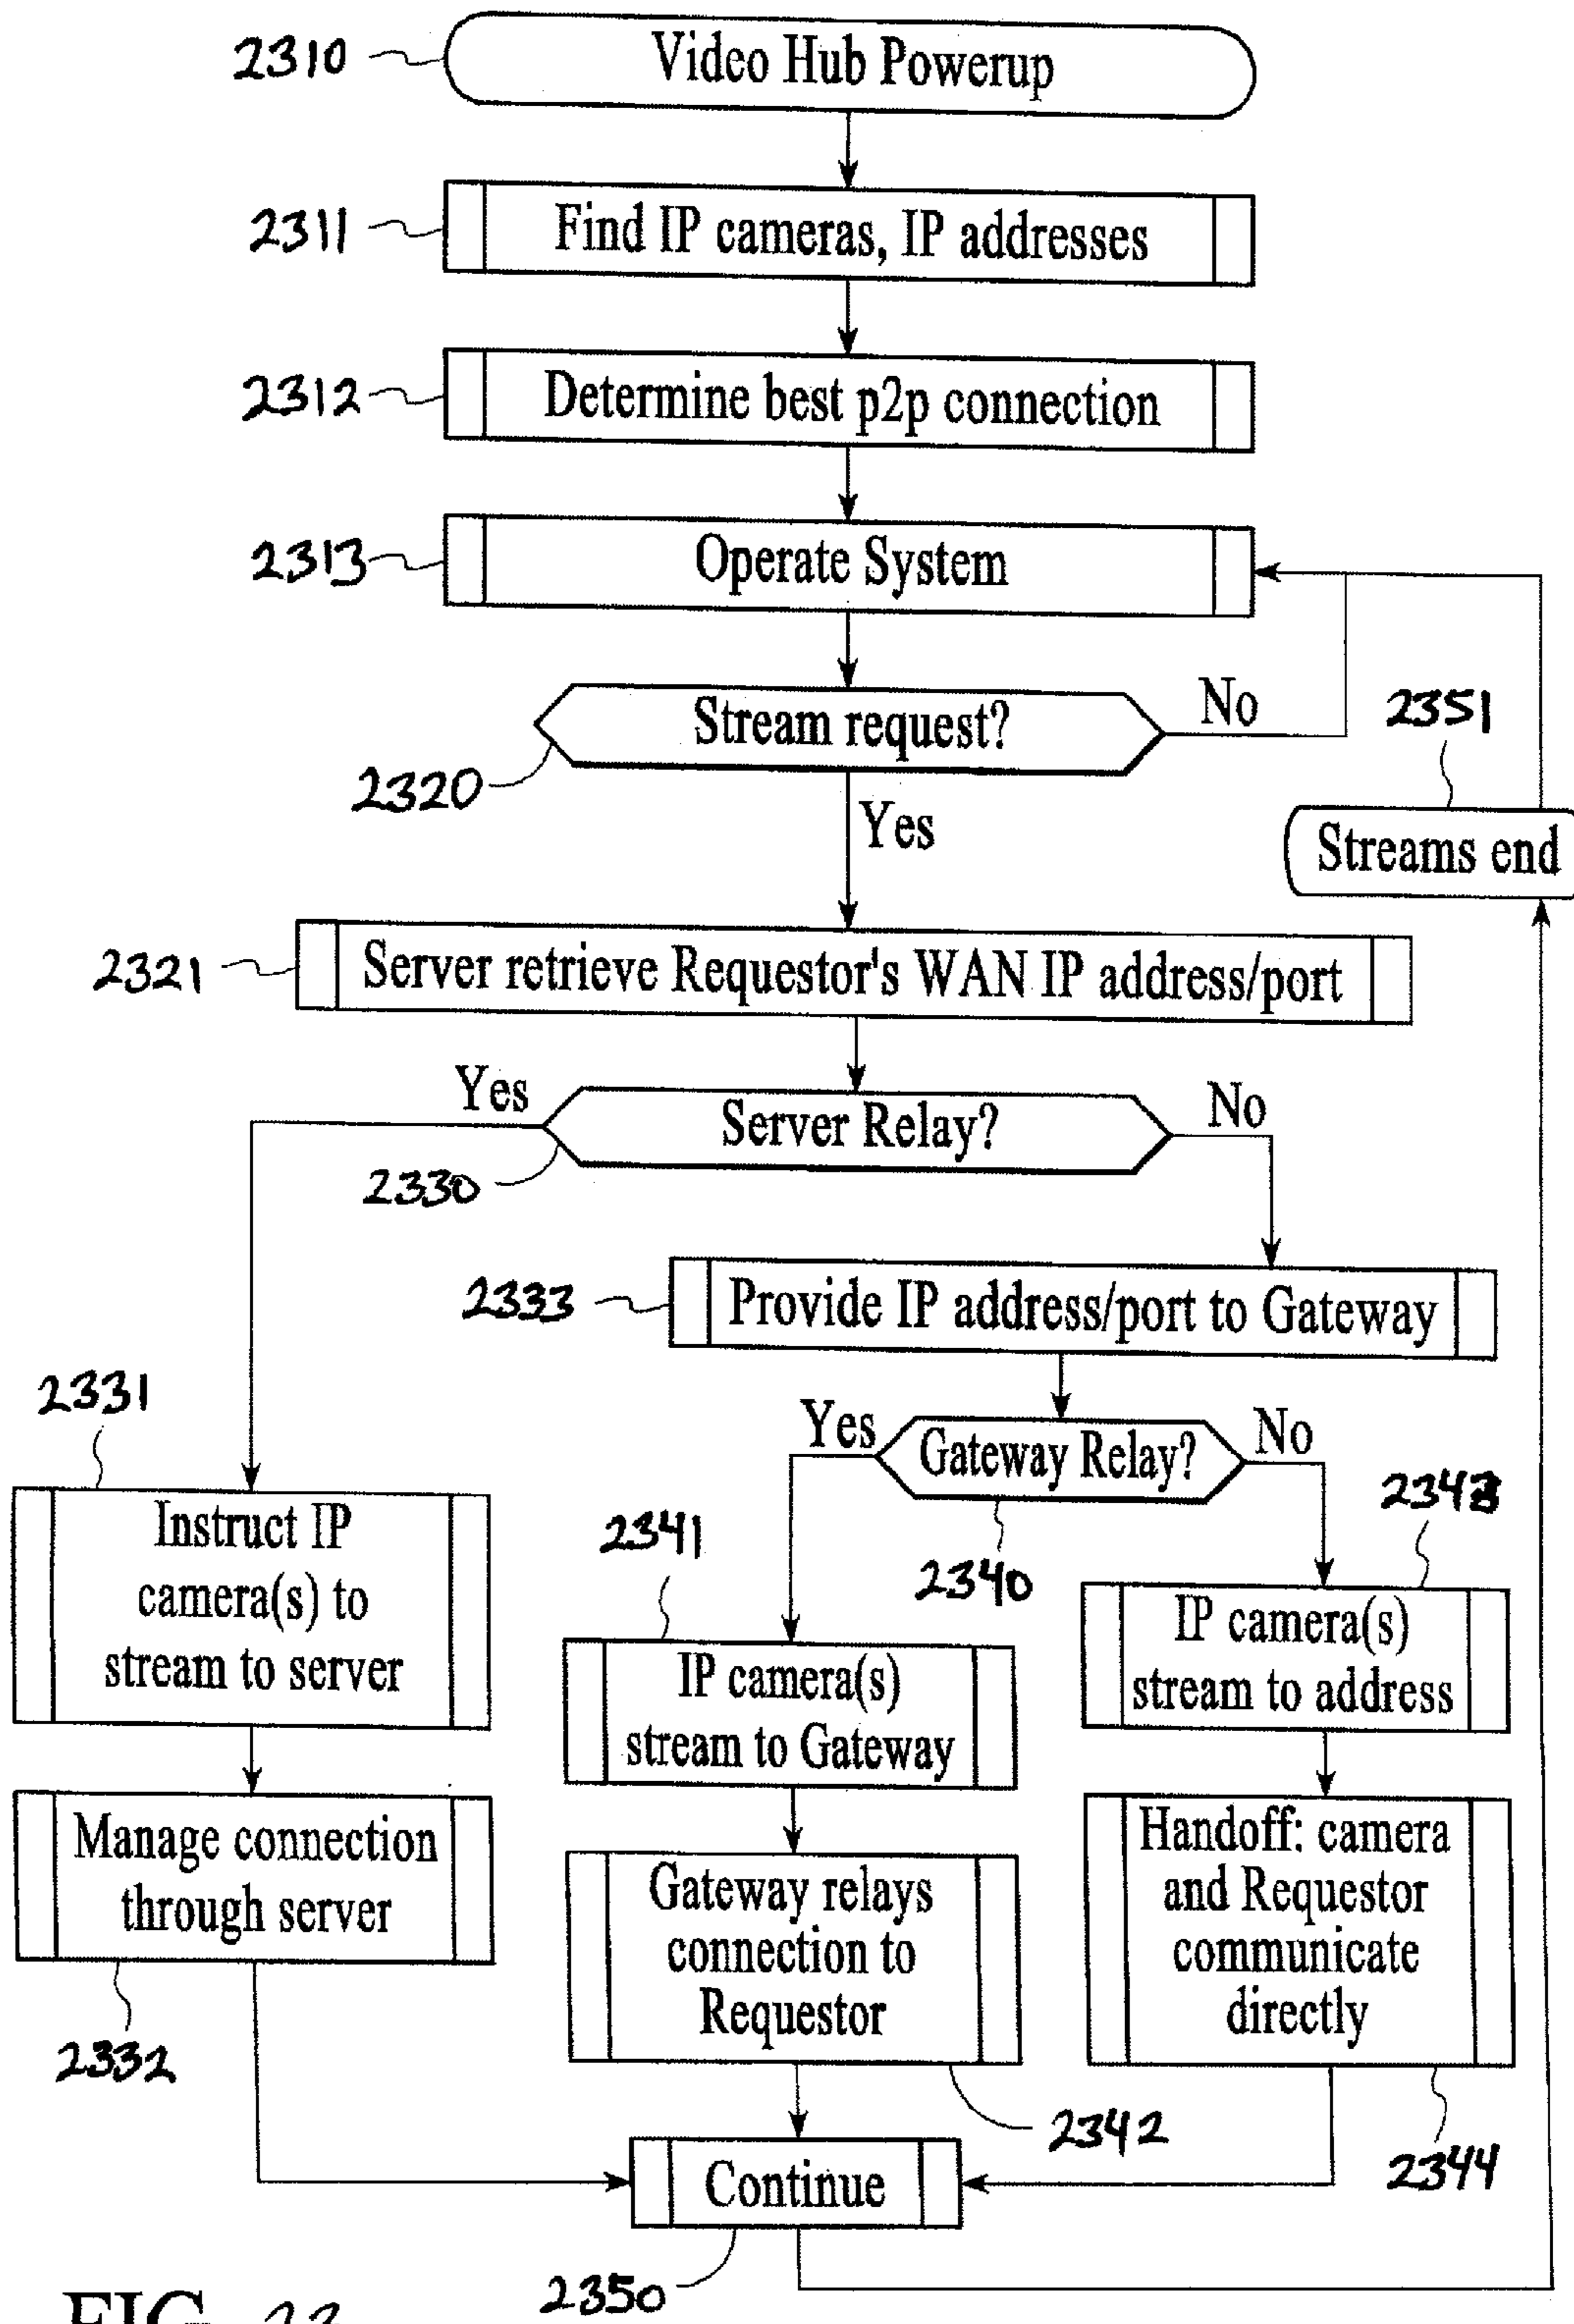 2310
Video Hub Powerup
2311
Find IP cameras, IP addresses
2312
Determine best p2p connection
2313
Operate System
Stream request?
No
2320
Yes
2351
Streams end
2321
Server retrieve Requestor's WAN IP address/port
Yes
Server Relay?
No
2330
2333
Provide IP address/port to Gateway
2331
Yes
Gateway Relay?
No
2340
2341
2343
Instruct IP
camera(s) to
stream to server
IP camera(s)
stream to Gateway
IP camera(s)
stream to address
Manage connection
through server
2332
Gateway relays
connection to
Requestor
2342
Handoff: camera
and Requestor
communicate
directly
2344
Continue
2350
FIG. 23